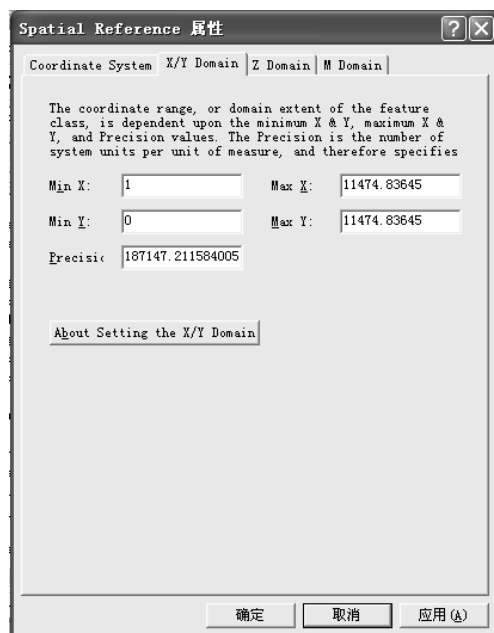 Spatial Reference 属性
Coordinate System X/Y Domain Z Domain M Domain
The coordinate range, or domain extent of the feature
class, is dependent upon the minimum X & Y, maximum X &
Y, and Precision values. The Precision is the number of
system units per unit of measure, and therefore specifies
Min X: 1 Max X: 11474.83645
Min Y: 0 Max Y: 11474.83645
Precisi 187147.211584005
About Setting the X/Y Domain
确定 取消 应用(A)